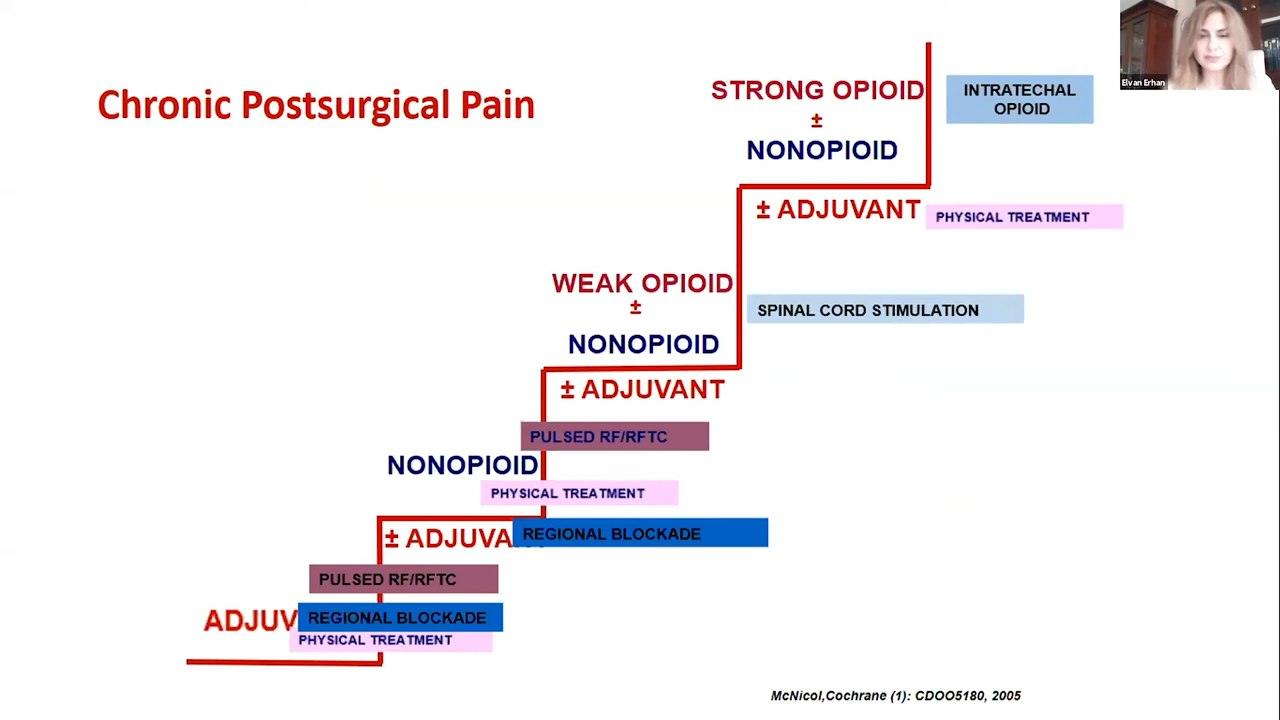 Elvan Erhan
Chronic Postsurgical Pain
STRONG OPIOID
±
NONOPIOID
INTRATECHAL
OPIOID
± ADJUVANT
PHYSICAL TREATMENT
WEAK OPIOID
±
NONOPIOID
SPINAL CORD STIMULATION
± ADJUVANT
PULSED RF/RFTC
NONOPIOID
PHYSICAL TREATMENT
± ADJUVA
REGIONAL BLOCKADE
PULSED RF/RFTC
ADJUV
REGIONAL BLOCKADE
PHYSICAL TREATMENT
McNicol,Cochrane (1): CDOO5180, 2005